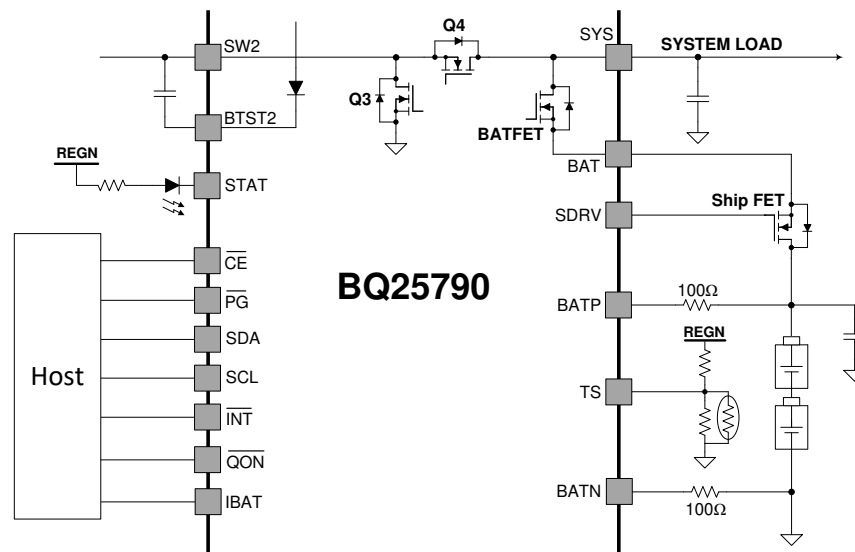 Q4
SYS
SW2
SYSTEM LOAD
Q3
BATFET
BTST2
REGN
BAT
STAT
Ship FET
SDRV
CE
BQ25790
100Ω
PG
BATP
REGN
SDA
Host
SCL
TS
INT
QON
BATN
IBAT
100Ω